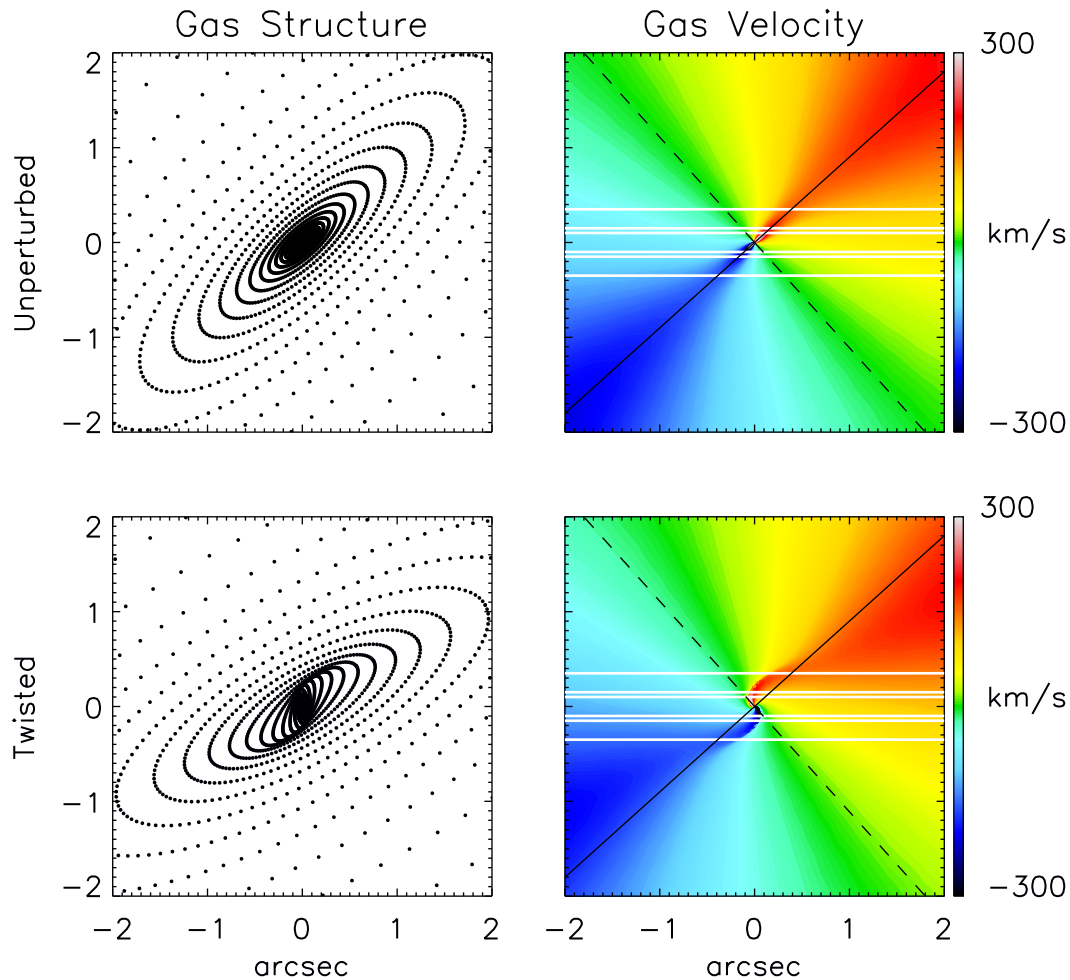 Gas Structure
Gas Velocity
2
1
0
−1
−2
Unperturbed
300
km/s
−300
2
1
0
−1
−2
Twisted
300
km/s
−300
−2 −1 0 1 2
arcsec
−2 −1 0 1 2
arcsec